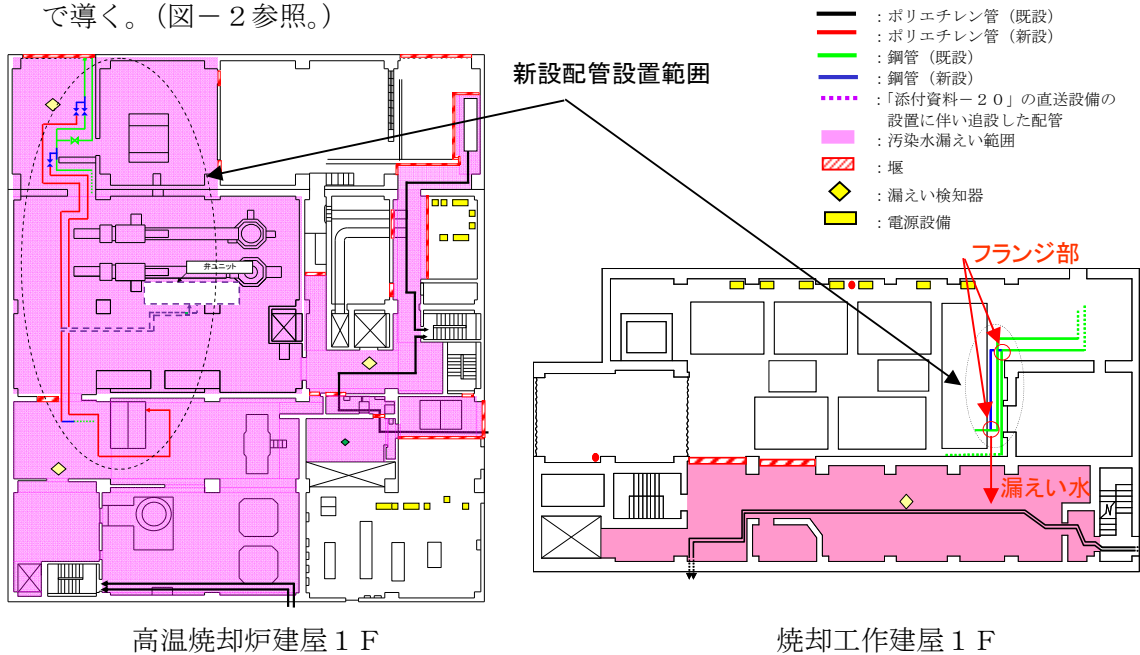 で導く。（図－２参照。）
：ポリエチレン管（既設）
：ポリエチレン管（新設）
：鋼管（既設）
：鋼管（新設）
：「添付資料－２０」の直送設備の
設置に伴い追設した配管
：汚染水漏えい範囲
：堰
：漏えい検知器
：電源設備
新設配管設置範囲
弁ユニット
フランジ部
漏えい水
高温焼却炉建屋１Ｆ
焼却工作建屋１Ｆ